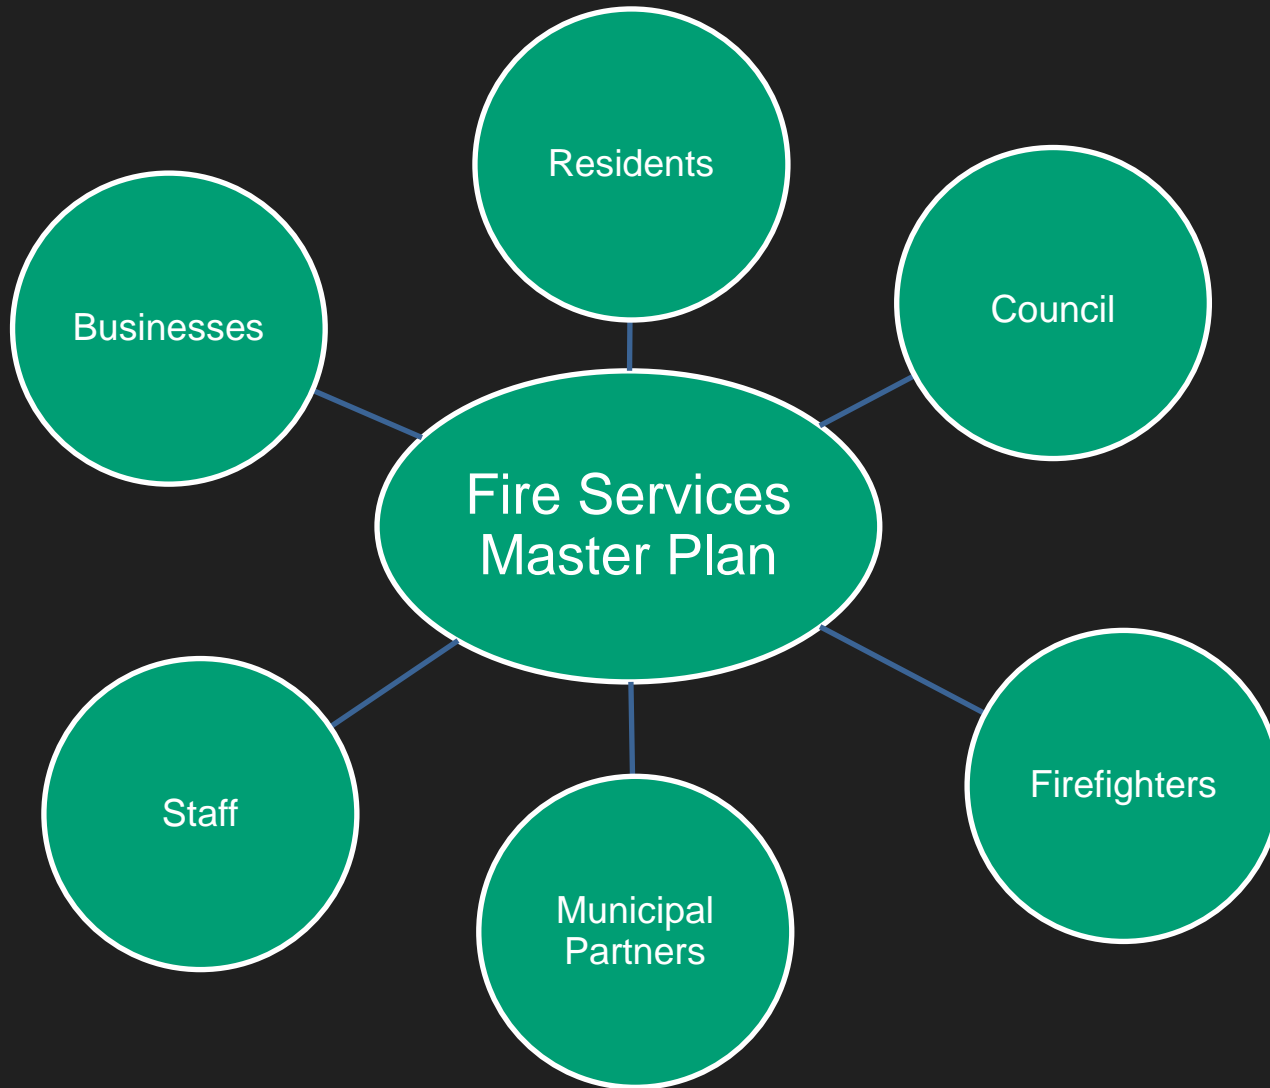 Residents
Council
Businesses
Fire Services
Master Plan
Firefighters
Staff
Municipal
Partners